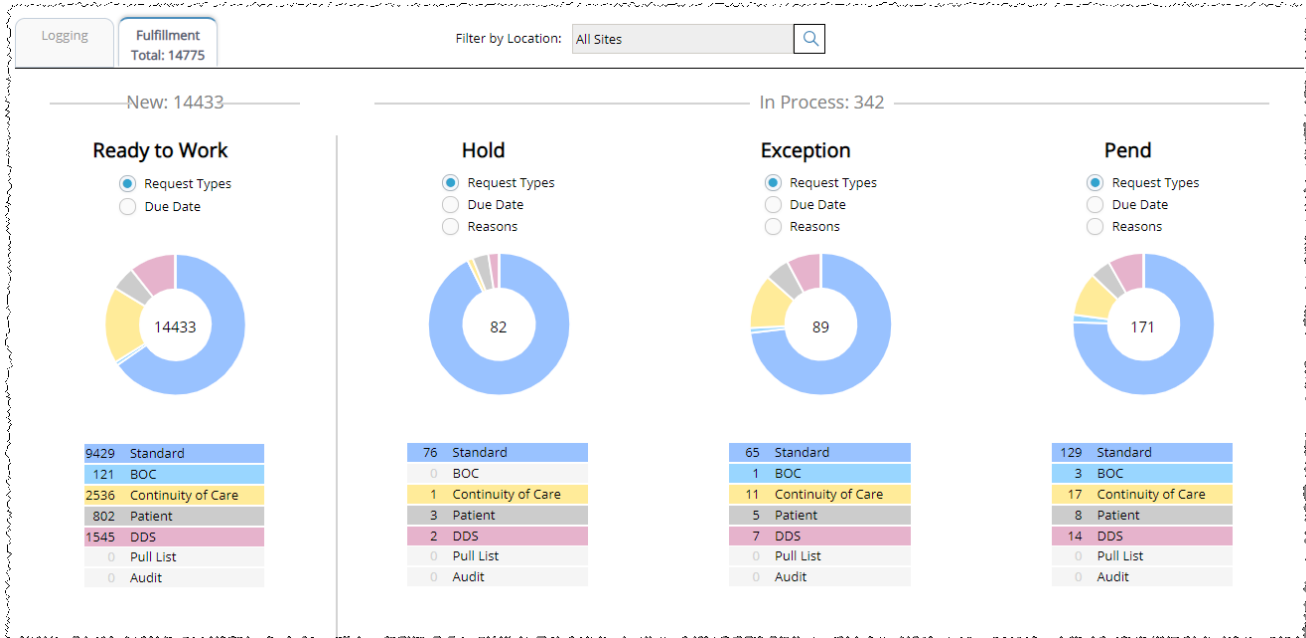 Logging
Fulfillment
Total: 14775
Filter by Location: All Sites
New: 14433
In Process: 342
Ready to Work
Request Types
Due Date
14433
9429 Standard
121 BOC
2536 Continuity of Care
802 Patient
1545 DDS
0 Pull List
0 Audit
Hold
Request Types
Due Date
Reasons
82
76 Standard
0 BOC
1 Continuity of Care
3 Patient
2 DDS
0 Pull List
0 Audit
Exception
Request Types
Due Date
Reasons
89
65 Standard
1 BOC
11 Continuity of Care
5 Patient
7 DDS
0 Pull List
0 Audit
Pend
Request Types
Due Date
Reasons
171
129 Standard
3 BOC
17 Continuity of Care
8 Patient
14 DDS
0 Pull List
0 Audit